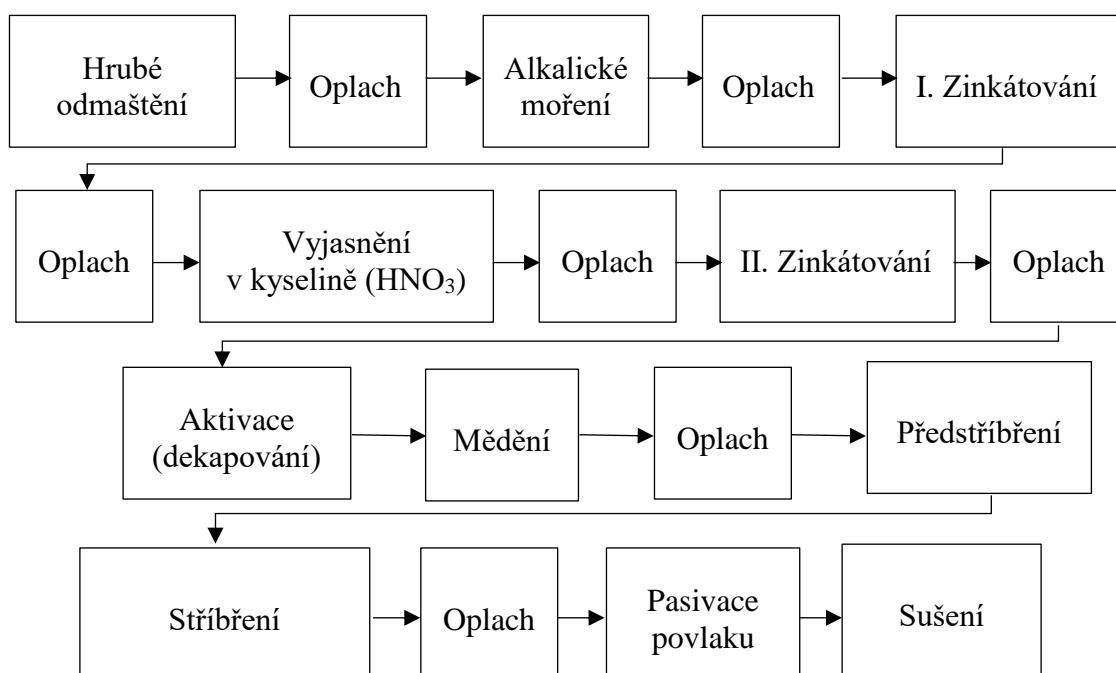 Hrubé
odmaštění
Oplach
Alkalické
moření
Oplach
I. Zinkátování
Oplach
Vyjasnění
v kyselině (HNO₃)
Oplach
II. Zinkátování
Oplach
Aktivace
(dekapování)
Mědění
Oplach
Předstříbření
Stříbření
Oplach
Pasivace
povlaku
Sušení